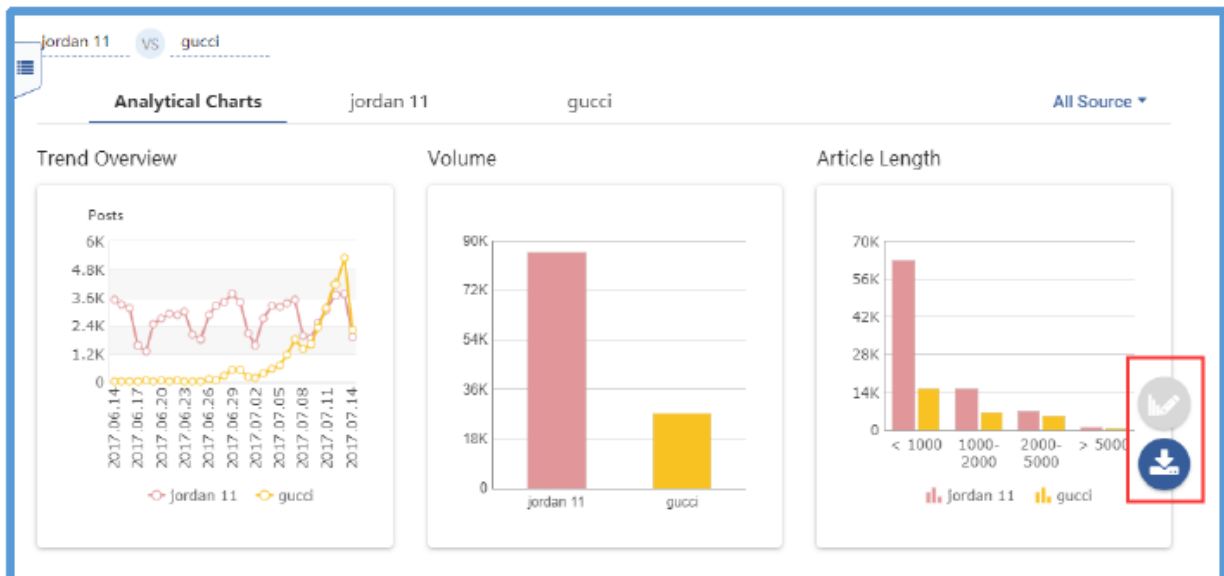 jordan 11 VS gucci
Analytical Charts jordan 11 gucci All Source
Trend Overview
Posts
6K
4.8K
3.6K
2.4K
1.2K
0
2017.06.14
2017.06.17
2017.06.20
2017.06.23
2017.06.26
2017.06.29
2017.07.02
2017.07.05
2017.07.08
2017.07.11
2017.07.14
jordan 11 gucci
Volume
90K
72K
54K
36K
18K
0
jordan 11 gucci
Article Length
70K
56K
42K
28K
14K
0
< 1000 1000-2000 2000-5000 > 5000
jordan 11 gucci